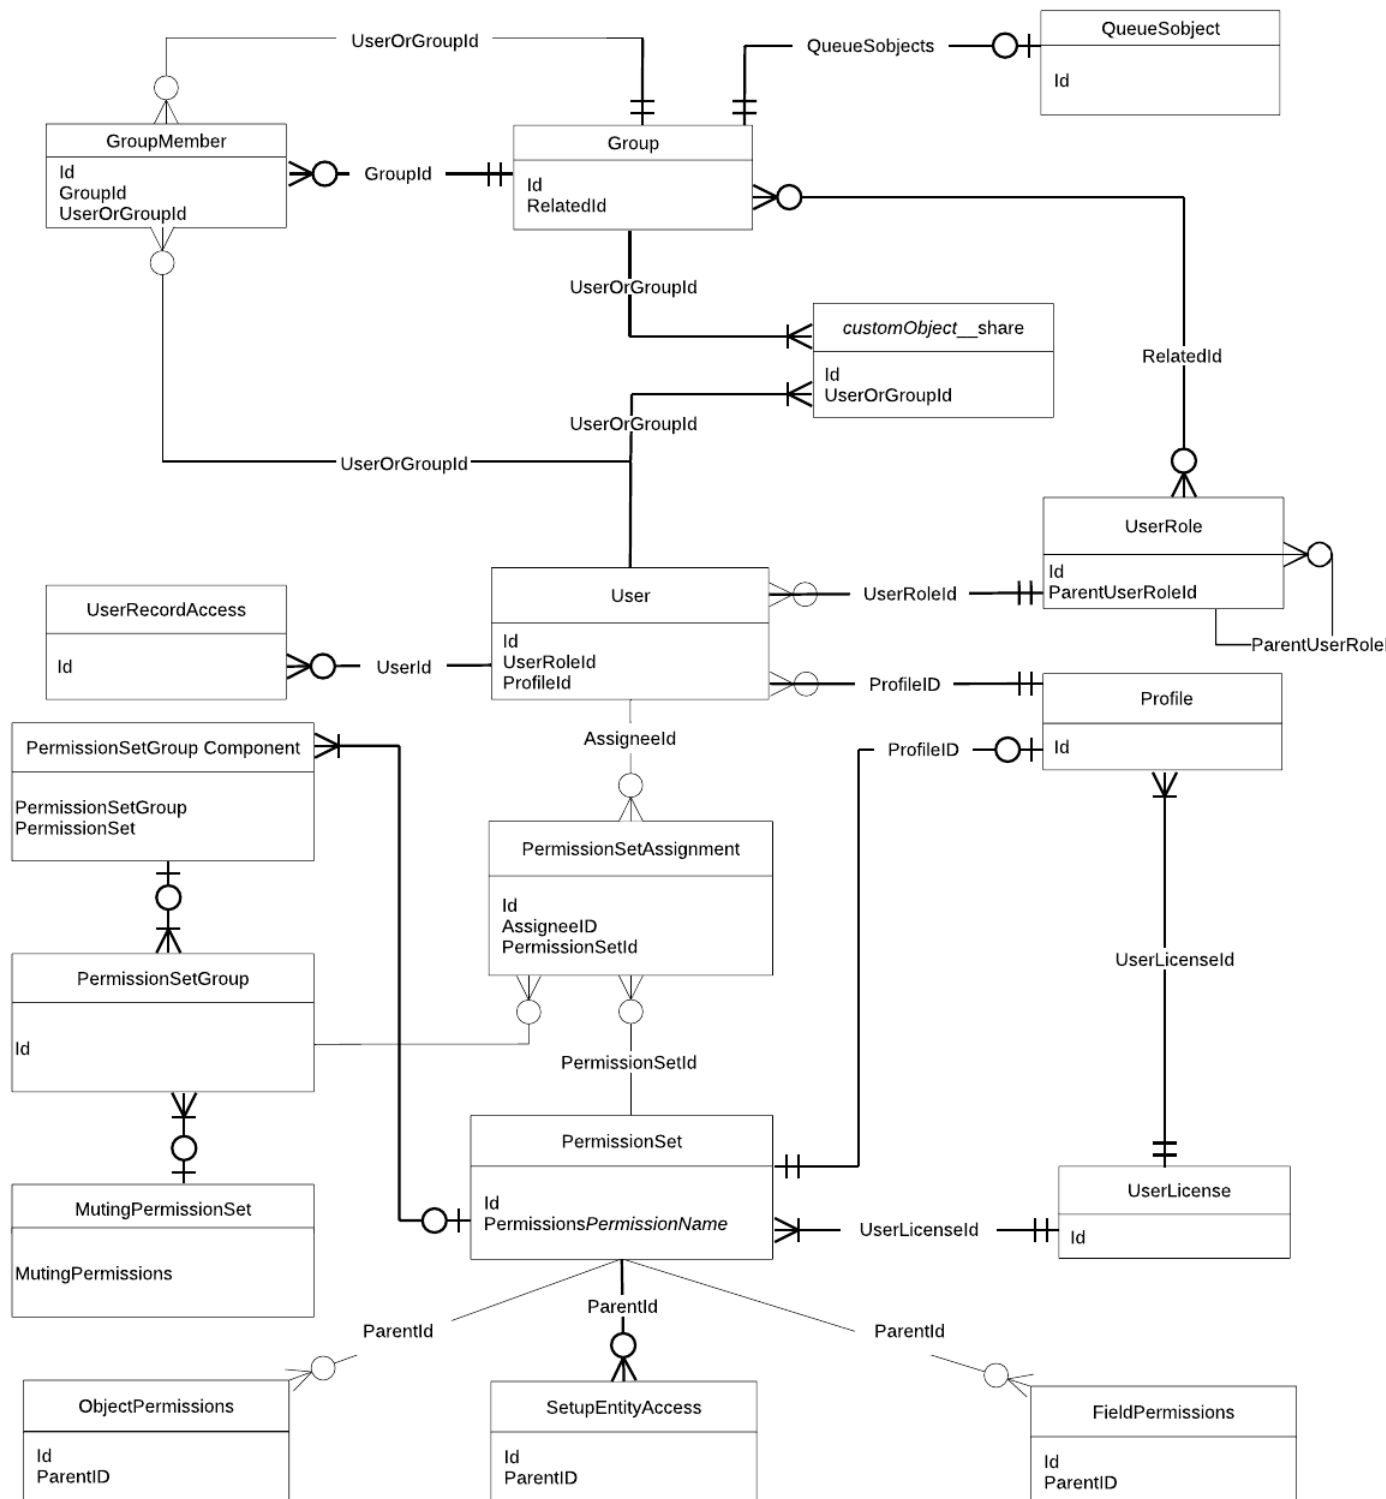 UserOrGroupId
QueueSobjects
QueueSobject
Id
GroupMember
Id
GroupId
UserOrGroupId
GroupId
Group
Id
RelatedId
UserOrGroupId
customObject__share
Id
UserOrGroupId
RelatedId
UserOrGroupId
UserOrGroupId
UserRole
Id
ParentUserRoleId
ParentUserRoleI
UserRecordAccess
Id
UserId
User
Id
UserRoleId
ProfileId
UserRoleId
ProfileID
Profile
Id
ProfileID
AssigneeId
PermissionSetGroup Component
PermissionSetGroup
PermissionSet
PermissionSetAssignment
Id
AssigneeID
PermissionSetId
UserLicenseId
PermissionSetGroup
Id
PermissionSetId
PermissionSet
Id
PermissionsPermissionName
UserLicenseId
UserLicense
Id
MutingPermissionSet
MutingPermissions
ParentId
ParentId
ParentId
ObjectPermissions
Id
ParentID
SetupEntityAccess
Id
ParentID
FieldPermissions
Id
ParentID